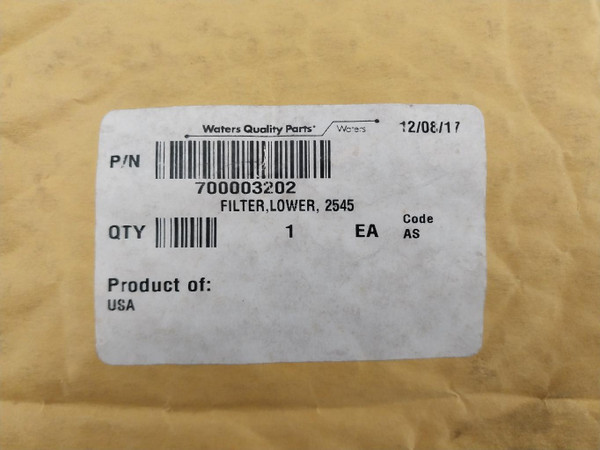 Waters Quality Parts
Waters
12/08/17
P/N
700003202
FILTER,LOWER, 2545
QTY
1
EA
Code
AS
Product of:
USA